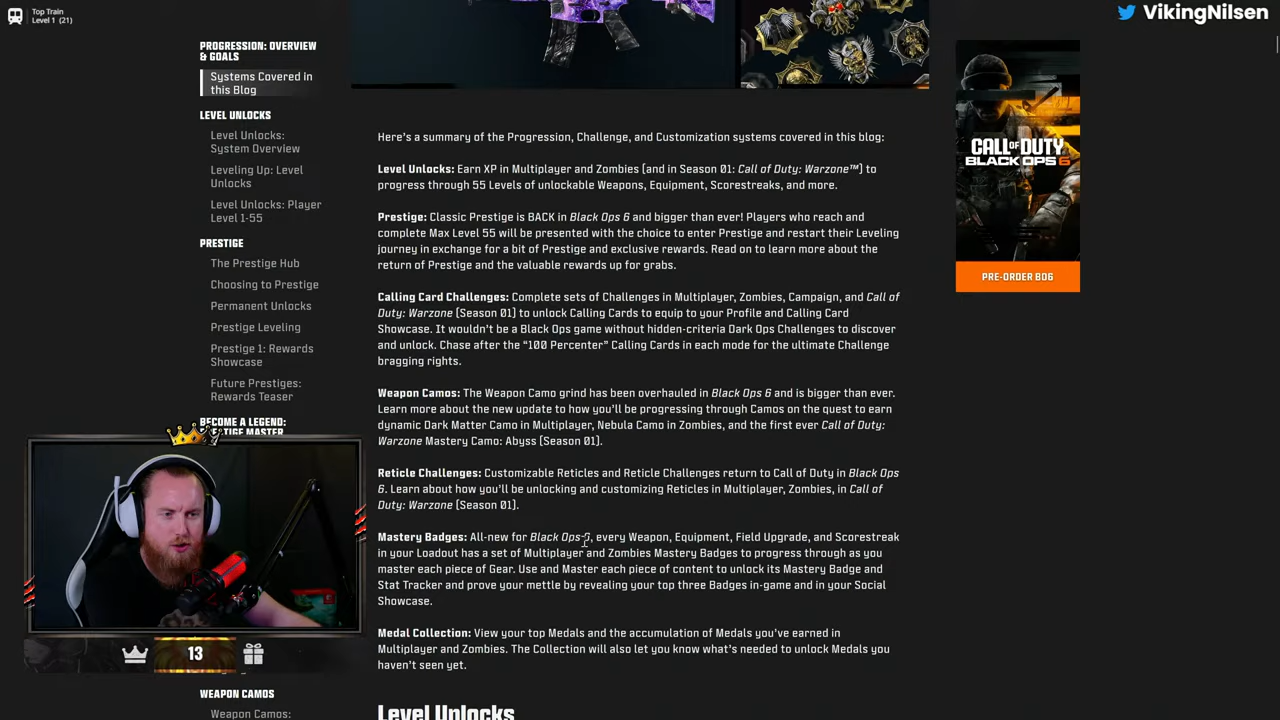 Top Train
Level 1 (21)
VikingNilsen
PROGRESSION: OVERVIEW
& GOALS
Systems Covered in
this Blog
LEVEL UNLOCKS
Level Unlocks:
System Overview
Leveling Up: Level
Unlocks
Level Unlocks: Player
Level 1-55
PRESTIGE
The Prestige Hub
Choosing to Prestige
Permanent Unlocks
Prestige Leveling
Prestige 1: Rewards
Showcase
Future Prestiges:
Rewards Teaser
BECOME A LEGEND:
13
WEAPON CAMOS
Weapon Camos:
Here's a summary of the Progression, Challenge, and Customization systems covered in this blog:
Level Unlocks: Earn XP in Multiplayer and Zombies [and in Season 01: Call of Duty: Warzone™] to
progress through 55 Levels of unlockable Weapons, Equipment, Scorestreaks, and more.
Prestige: Classic Prestige is BACK in Black Ops 6 and bigger than ever! Players who reach and
complete Max Level 55 will be presented with the choice to enter Prestige and restart their Leveling
journey in exchange for a bit of Prestige and exclusive rewards. Read on to learn more about the
return of Prestige and the valuable rewards up for grabs.
Calling Card Challenges: Complete sets of Challenges in Multiplayer, Zombies, Campaign, and Call of
Duty: Warzone [Season 01] to unlock Calling Cards to equip to your Profile and Calling Card
Showcase. It wouldn't be a Black Ops game without hidden-criteria Dark Ops Challenges to discover
and unlock. Chase after the “100 Percenter” Calling Cards in each mode for the ultimate Challenge
bragging rights.
Weapon Camos: The Weapon Camo grind has been overhauled in Black Ops 6 and is bigger than ever.
Learn more about the new update to how you'll be progressing through Camos on the quest to earn
dynamic Dark Matter Camo in Multiplayer, Nebula Camo in Zombies, and the first ever Call of Duty:
Warzone Mastery Camo: Abyss [Season 01].
Reticle Challenges: Customizable Reticles and Reticle Challenges return to Call of Duty in Black Ops
6. Learn about how you'll be unlocking and customizing Reticles in Multiplayer, Zombies, in Call of
Duty: Warzone [Season 01].
Mastery Badges: All-new for Black Ops 6, every Weapon, Equipment, Field Upgrade, and Scorestreak
in your Loadout has a set of Multiplayer and Zombies Mastery Badges to progress through as you
master each piece of Gear. Use and Master each piece of content to unlock its Mastery Badge and
Stat Tracker and prove your mettle by revealing your top three Badges in-game and in your Social
Showcase.
Medal Collection: View your top Medals and the accumulation of Medals you've earned in
Multiplayer and Zombies. The Collection will also let you know what's needed to unlock Medals you
haven't seen yet.
Level Unlocks
CALL OF DUTY
BLACK OPS 6
PRE-ORDER BO6